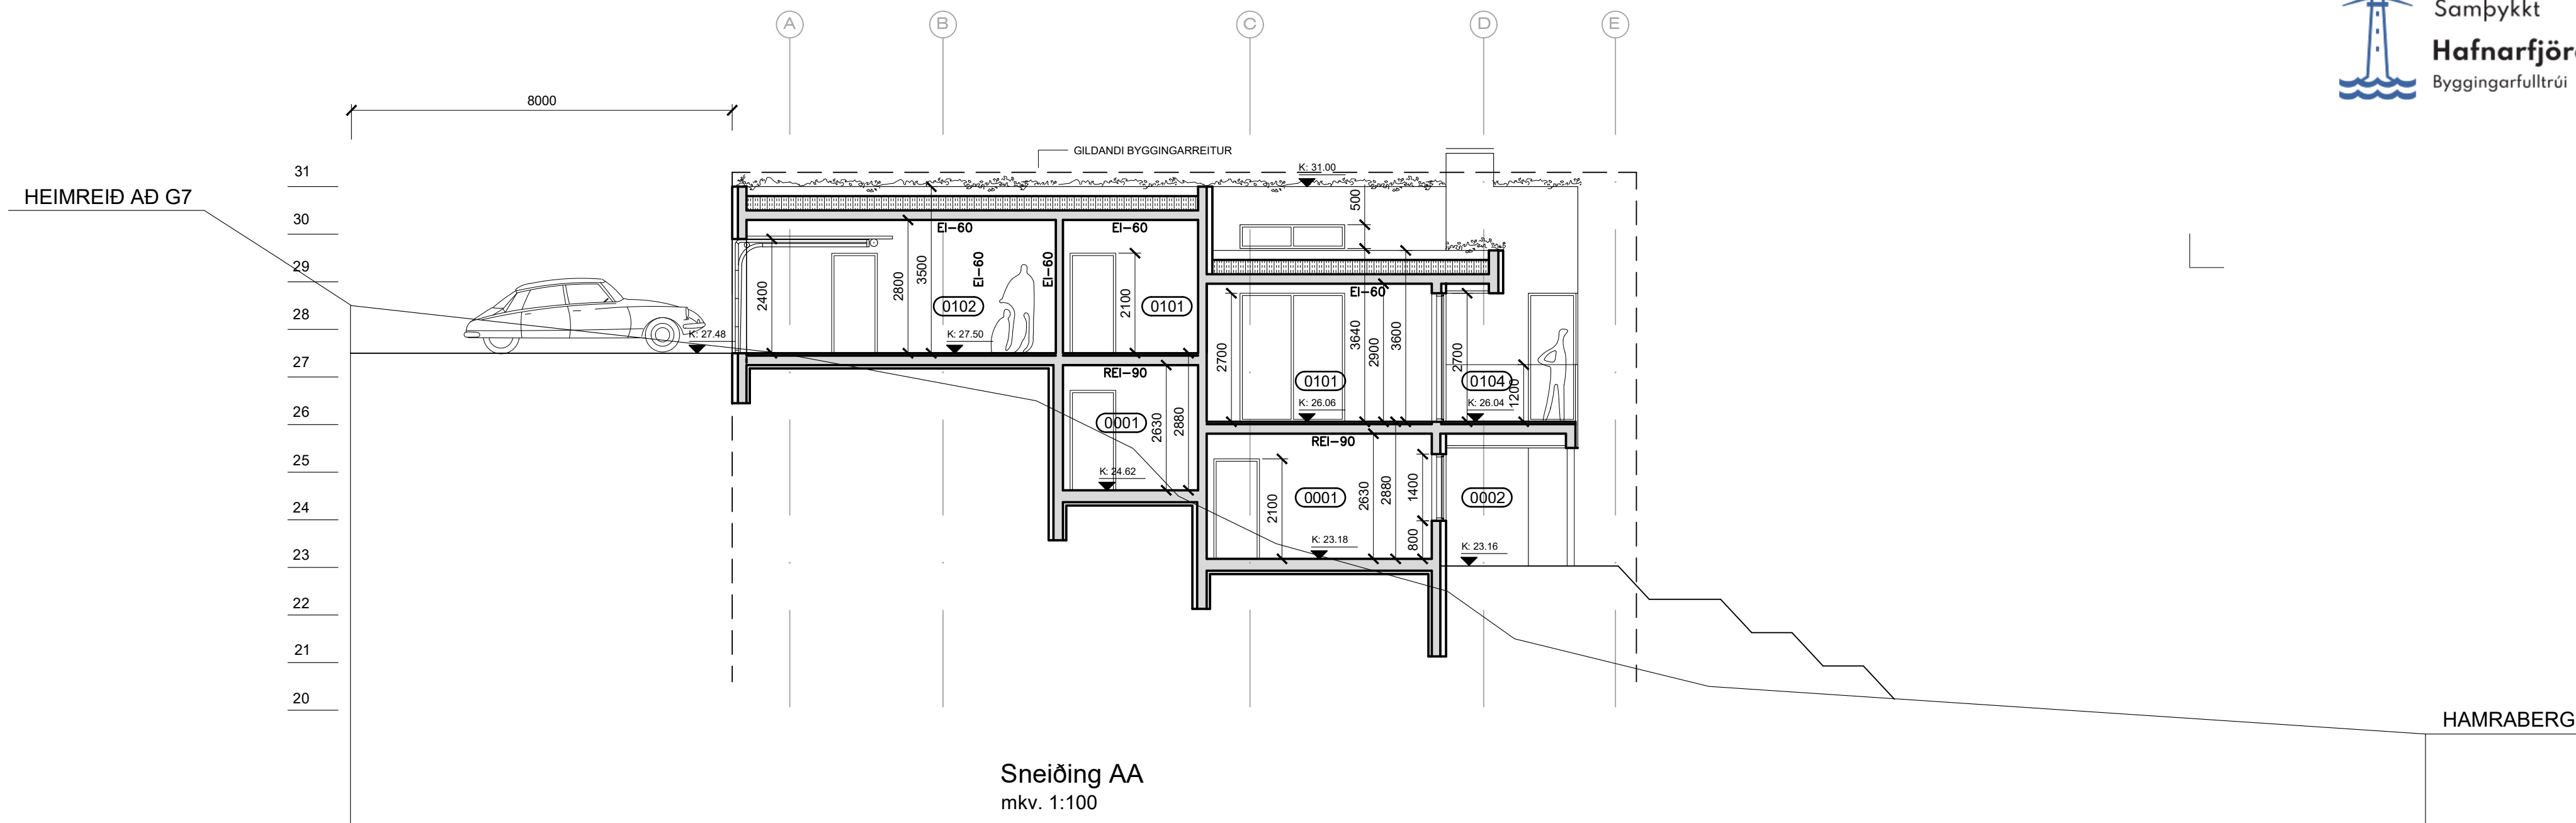 A
B
C
D
E
Samþykkt
Hafnarfjör
Byggingarfulltrúi
8000
GILDANDI BYGGINGARREITUR
K: 31.00
HEIMREIÐ AÐ G7
31
30
29
28
27
26
25
24
23
22
21
20
500
EI-60
EI-60
EI-60
EI-60
EI-60
2400
2800
3500
0102
2100
0101
K: 27.48
K: 27.50
2700
3640
2900
3600
2700
0101
0104
1200
K: 26.06
K: 26.04
REI-90
0001
2630
2880
K: 24.62
REI-90
2100
0001
2630
2880
1400
800
0002
K: 23.18
K: 23.16
HAMRABERG
Sneiðing AA
mkv. 1:100